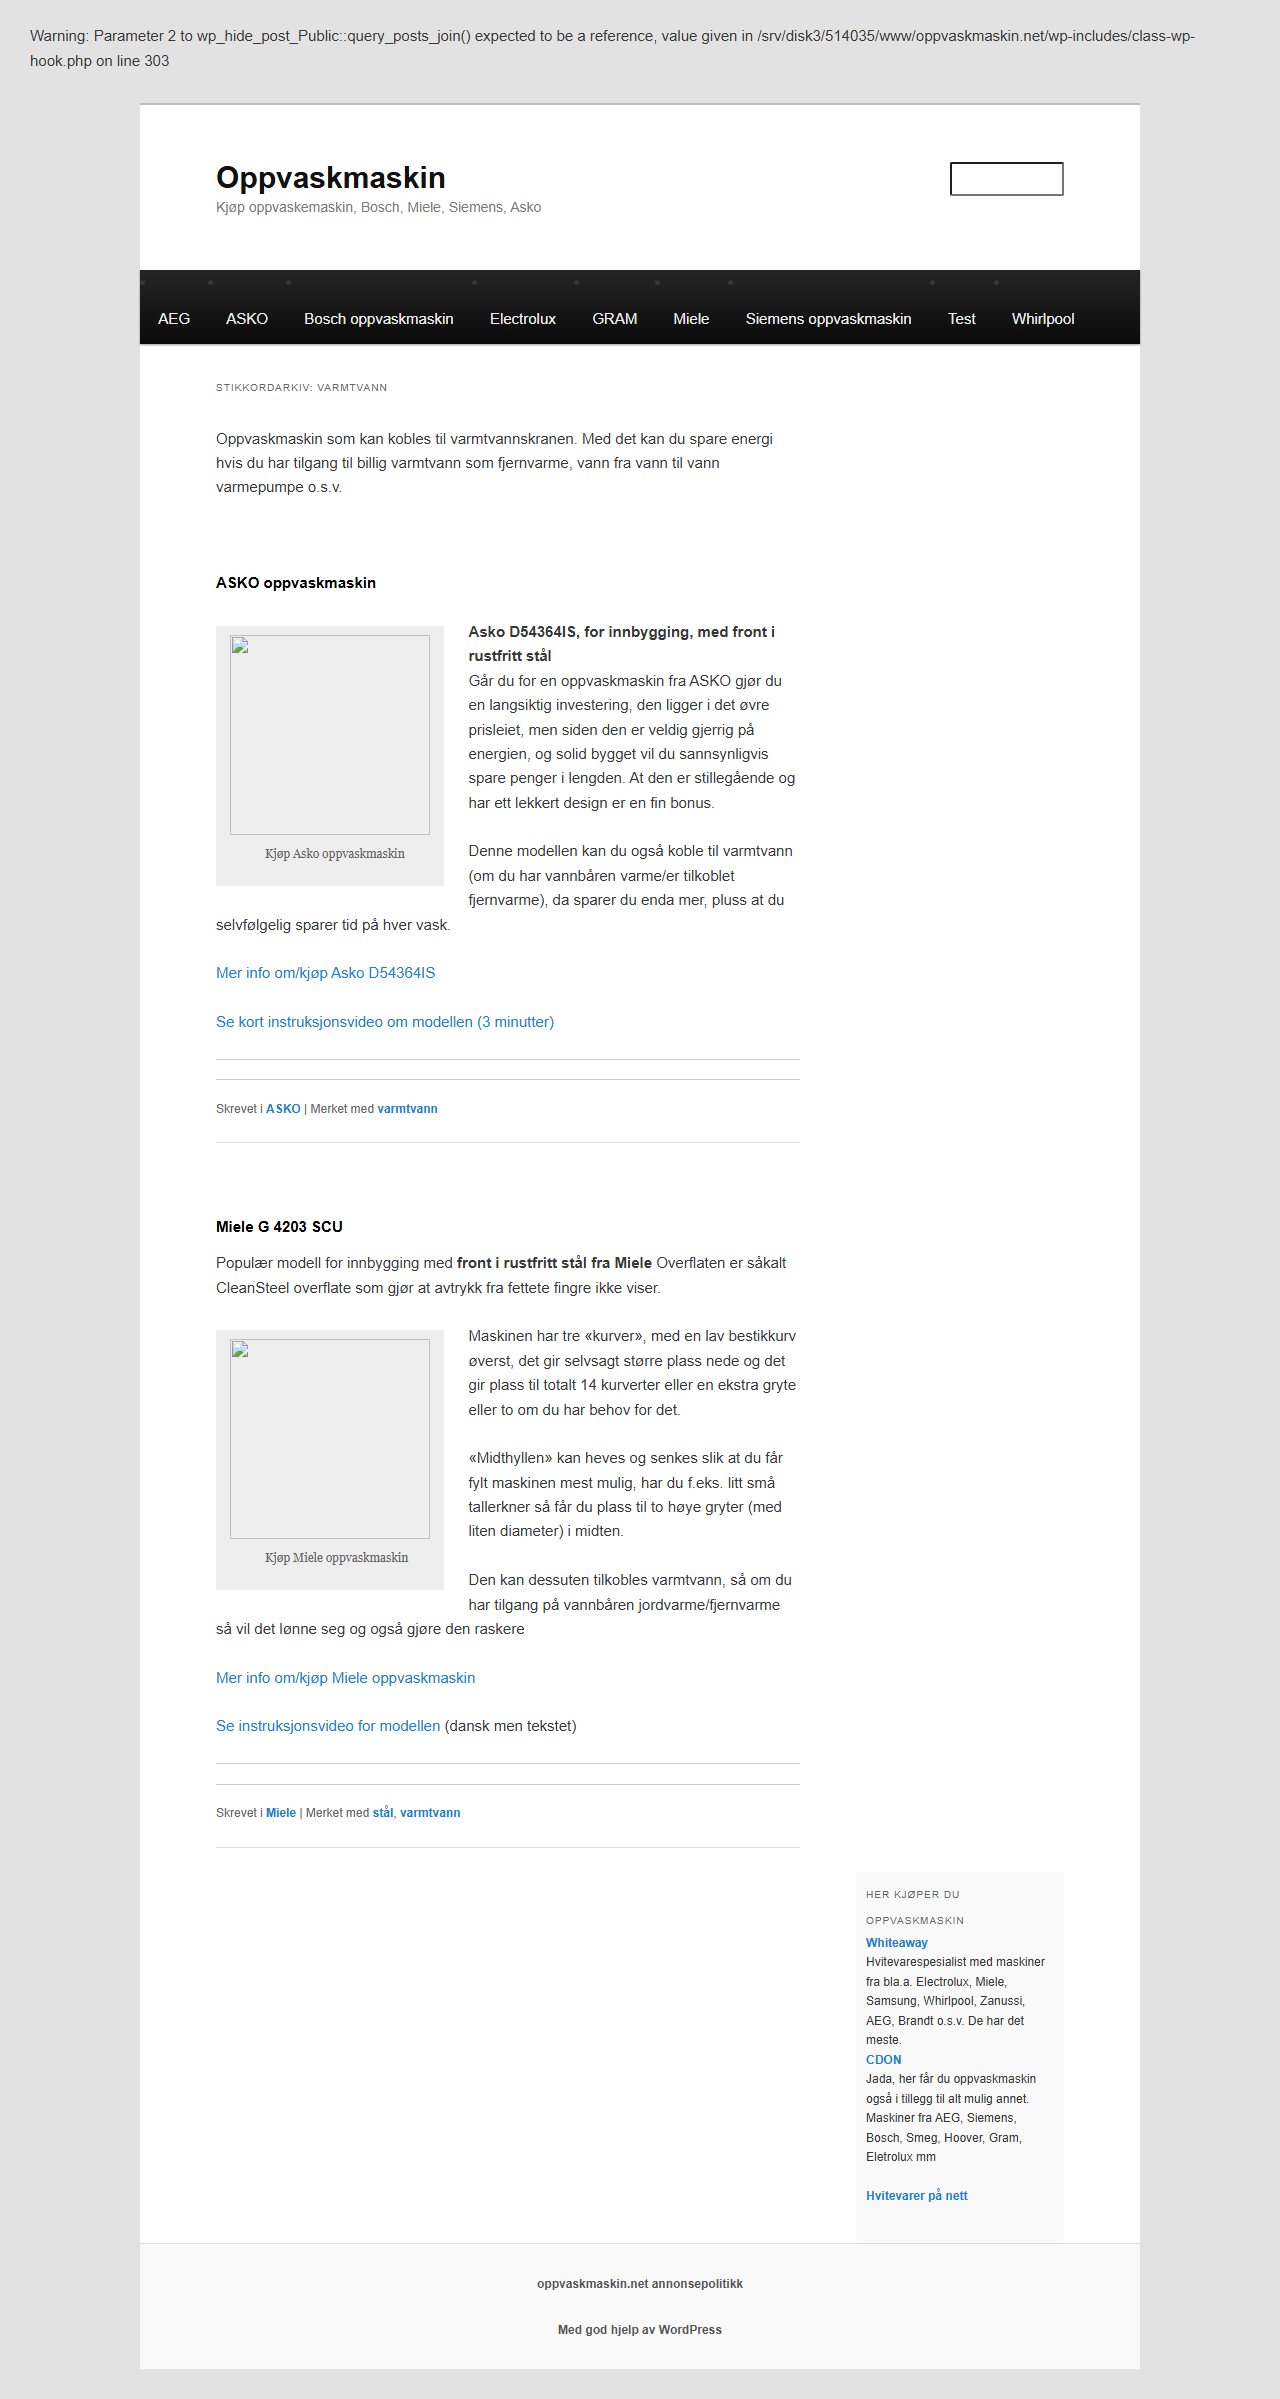 Warning: Parameter 2 to wp_hide_post_Public::query_posts_join() expected to be a reference, value given in /srv/disk3/514035/www/oppvaskmaskin.net/wp-includes/class-wp-
hook.php on line 303
Oppvaskmaskin
Kjøp oppvaskemaskin, Bosch, Miele, Siemens, Asko
AEG ASKO Bosch oppvaskmaskin Electrolux GRAM Miele Siemens oppvaskmaskin Test Whirlpool
STIKKORDARKIV: VARMTVANN
Oppvaskmaskin som kan kobles til varmtvannskranen. Med det kan du spare energi
hvis du har tilgang til billig varmtvann som fjernvarme, vann fra vann til vann
varmepumpe o.s.v.
ASKO oppvaskmaskin
Asko D54364IS, for innbygging, med front i
rustfritt stål
Går du for en oppvaskmaskin fra ASKO gjør du
en langsiktig investering, den ligger i det øvre
prisleiet, men siden den er veldig gjerrig på
energien, og solid bygget vil du sannsynligvis
spare penger i lengden. At den er stillegående og
har ett lekkert design er en fin bonus.
Kjøp Asko oppvaskmaskin
Denne modellen kan du også koble til varmtvann
(om du har vannbåren varme/er tilkoblet
fjernvarme), da sparer du enda mer, pluss at du
selvfølgelig sparer tid på hver vask.
Mer info om/kjøp Asko D54364IS
Se kort instruksjonsvideo om modellen (3 minutter)
Skrevet i ASKO | Merket med varmtvann
Miele G 4203 SCU
Populær modell for innbygging med front i rustfritt stål fra Miele Overflaten er såkalt
CleanSteel overflate som gjør at avtrykk fra fettete fingre ikke viser.
Maskinen har tre «kurver», med en lav bestikkurv
øverst, det gir selvsagt større plass nede og det
gir plass til totalt 14 kurverter eller en ekstra gryte
eller to om du har behov for det.
«Midthyllen» kan heves og senkes slik at du får
fylt maskinen mest mulig, har du f.eks. litt små
tallerkner så får du plass til to høye gryter (med
liten diameter) i midten.
Kjøp Miele oppvaskmaskin
Den kan dessuten tilkobles varmtvann, så om du
har tilgang på vannbåren jordvarme/fjernvarme
så vil det lønne seg og også gjøre den raskere
Mer info om/kjøp Miele oppvaskmaskin
Se instruksjonsvideo for modellen (dansk men tekstet)
Skrevet i Miele | Merket med stål, varmtvann
HER KJØPER DU
OPPVASKMASKIN
Whiteaway
Hvitevarespesialist med maskiner
fra bla.a. Electrolux, Miele,
Samsung, Whirlpool, Zanussi,
AEG, Brandt o.s.v. De har det
meste.
CDON
Jada, her får du oppvaskmaskin
også i tillegg til alt mulig annet.
Maskiner fra AEG, Siemens,
Bosch, Smeg, Hoover, Gram,
Eletrolux mm
Hvitevarer på nett
oppvaskmaskin.net annonsepolitikk
Med god hjelp av WordPress